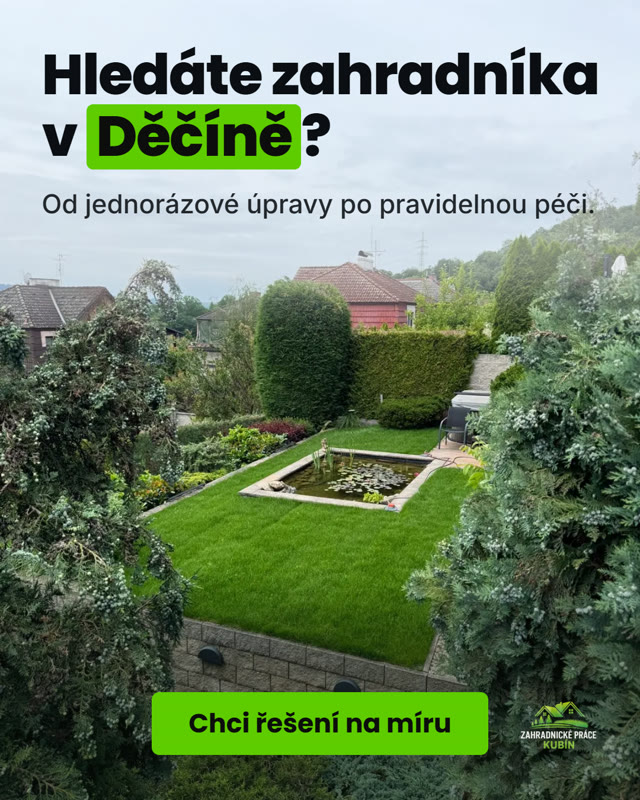 Hledáte zahradníka
v Děčíně?
Od jednorázové úpravy po pravidelnou péči.
Chci řešení na míru
ZAHRADNICKÉ PRÁCE
KUBÍN